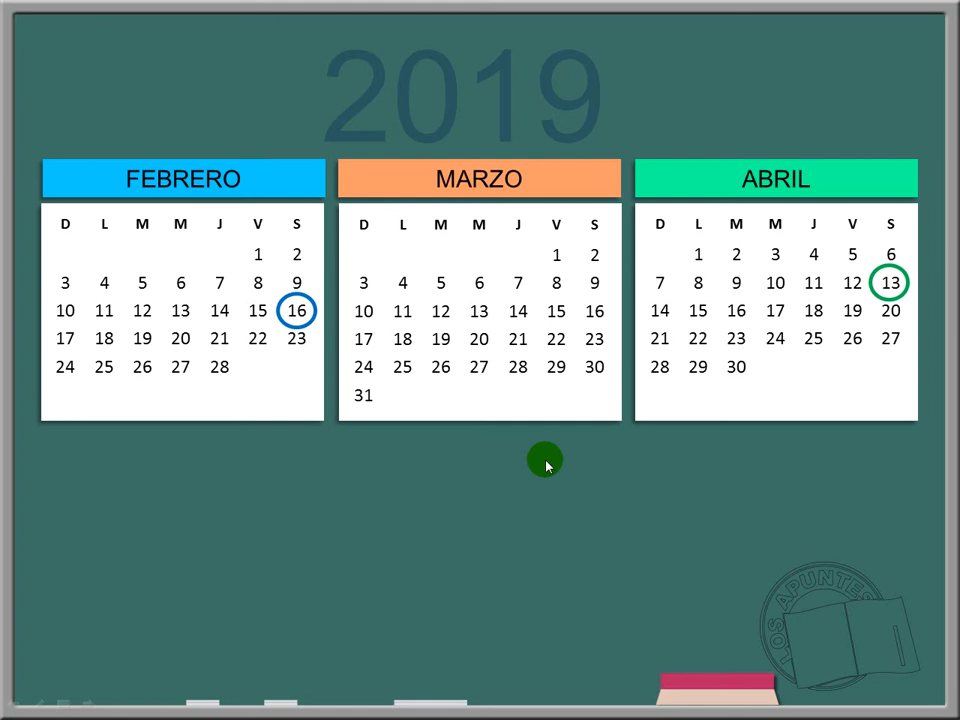 2019
FEBRERO
D L M M J V S
1 2
3 4 5 6 7 8 9
10 11 12 13 14 15 16
17 18 19 20 21 22 23
24 25 26 27 28
MARZO
D L M M J V S
1 2
3 4 5 6 7 8 9
10 11 12 13 14 15 16
17 18 19 20 21 22 23
24 25 26 27 28 29 30
31
ABRIL
D L M M J V S
1 2 3 4 5 6
7 8 9 10 11 12 13
14 15 16 17 18 19 20
21 22 23 24 25 26 27
28 29 30
LOS APUNTES